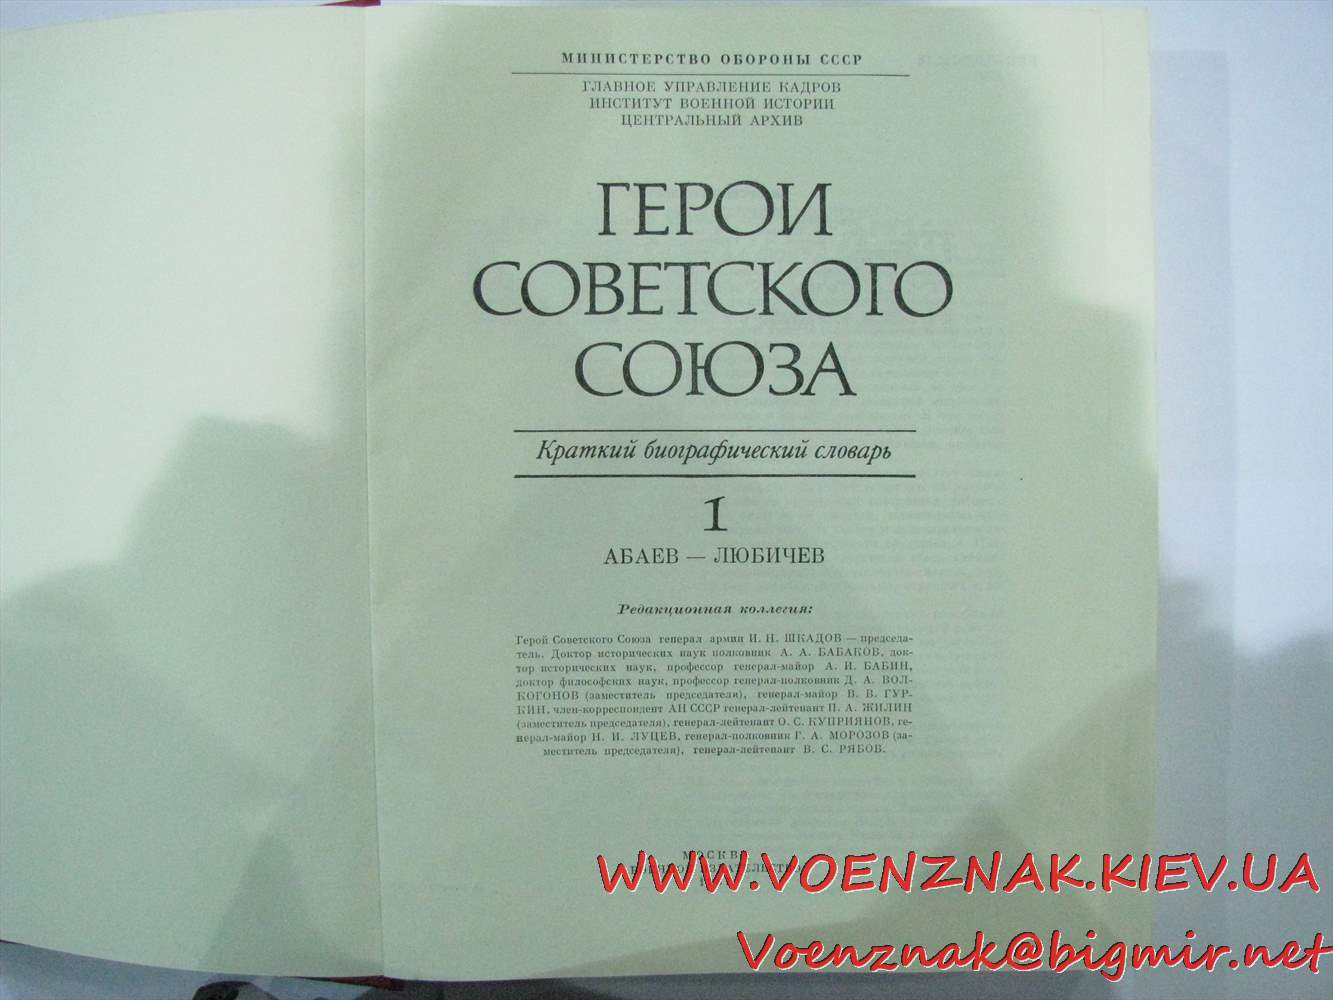 МИНИСТЕРСТВО ОБОРОНЫ СССР
ГЛАВНОЕ УПРАВЛЕНИЕ КАДРОВ
ИНСТИТУТ ВОЕННОЙ ИСТОРИИ
ЦЕНТРАЛЬНЫЙ АРХИВ
ГЕРОИ
СОВЕТСКОГО
СОЮЗА
Краткий биографический словарь
1
АБАЕВ — ЛЮБИЧЕВ
Редакционная коллегия:
Герой Советского Союза генерал армии И. Н. ШКАДОВ — председа-
тель. Доктор исторических наук полковник А. А. БАБАКОВ, док-
тор исторических наук, профессор генерал-майор А. И. БАБИН,
доктор философских наук, профессор генерал-полковник Д. А. ВОЛ-
КОГОНОВ (заместитель председателя), генерал-майор В. В. ГУР-
КИН, член-корреспондент АН СССР генерал-лейтенант П. А. ЖИЛИН
(заместитель председателя), генерал-лейтенант О. С. КУПРИЯНОВ, ге-
нерал-майор Н. И. ЛУЦЕВ, генерал-полковник Г. А. МОРОЗОВ (за-
меститель председателя), генерал-лейтенант В. С. РЯБОВ.
МОСКВА
WWW.VOENZNAK.KIEV.UA
Voenznak@bigmir.net